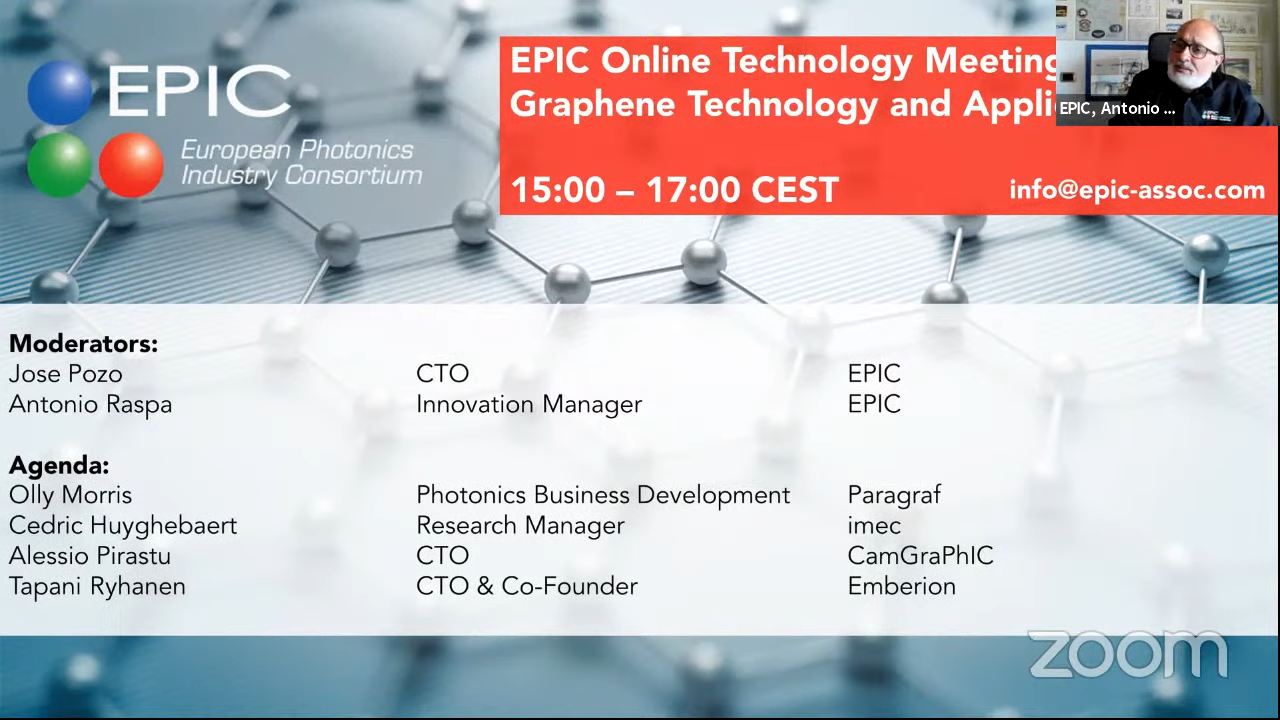 EPIC
European Photonics
Industry Consortium
EPIC Online Technology Meeting
Graphene Technology and
15:00 – 17:00 CEST
info@epic-assoc.com
EPIC, Antonio ...
Moderators:
Jose Pozo CTO EPIC
Antonio Raspa Innovation Manager EPIC
Agenda:
Olly Morris Photonics Business Development Paragraf
Cedric Huyghebaert Research Manager imec
Alessio Pirastu CTO CamGraPhIC
Tapani Ryhanen CTO & Co-Founder Emberion
zoom